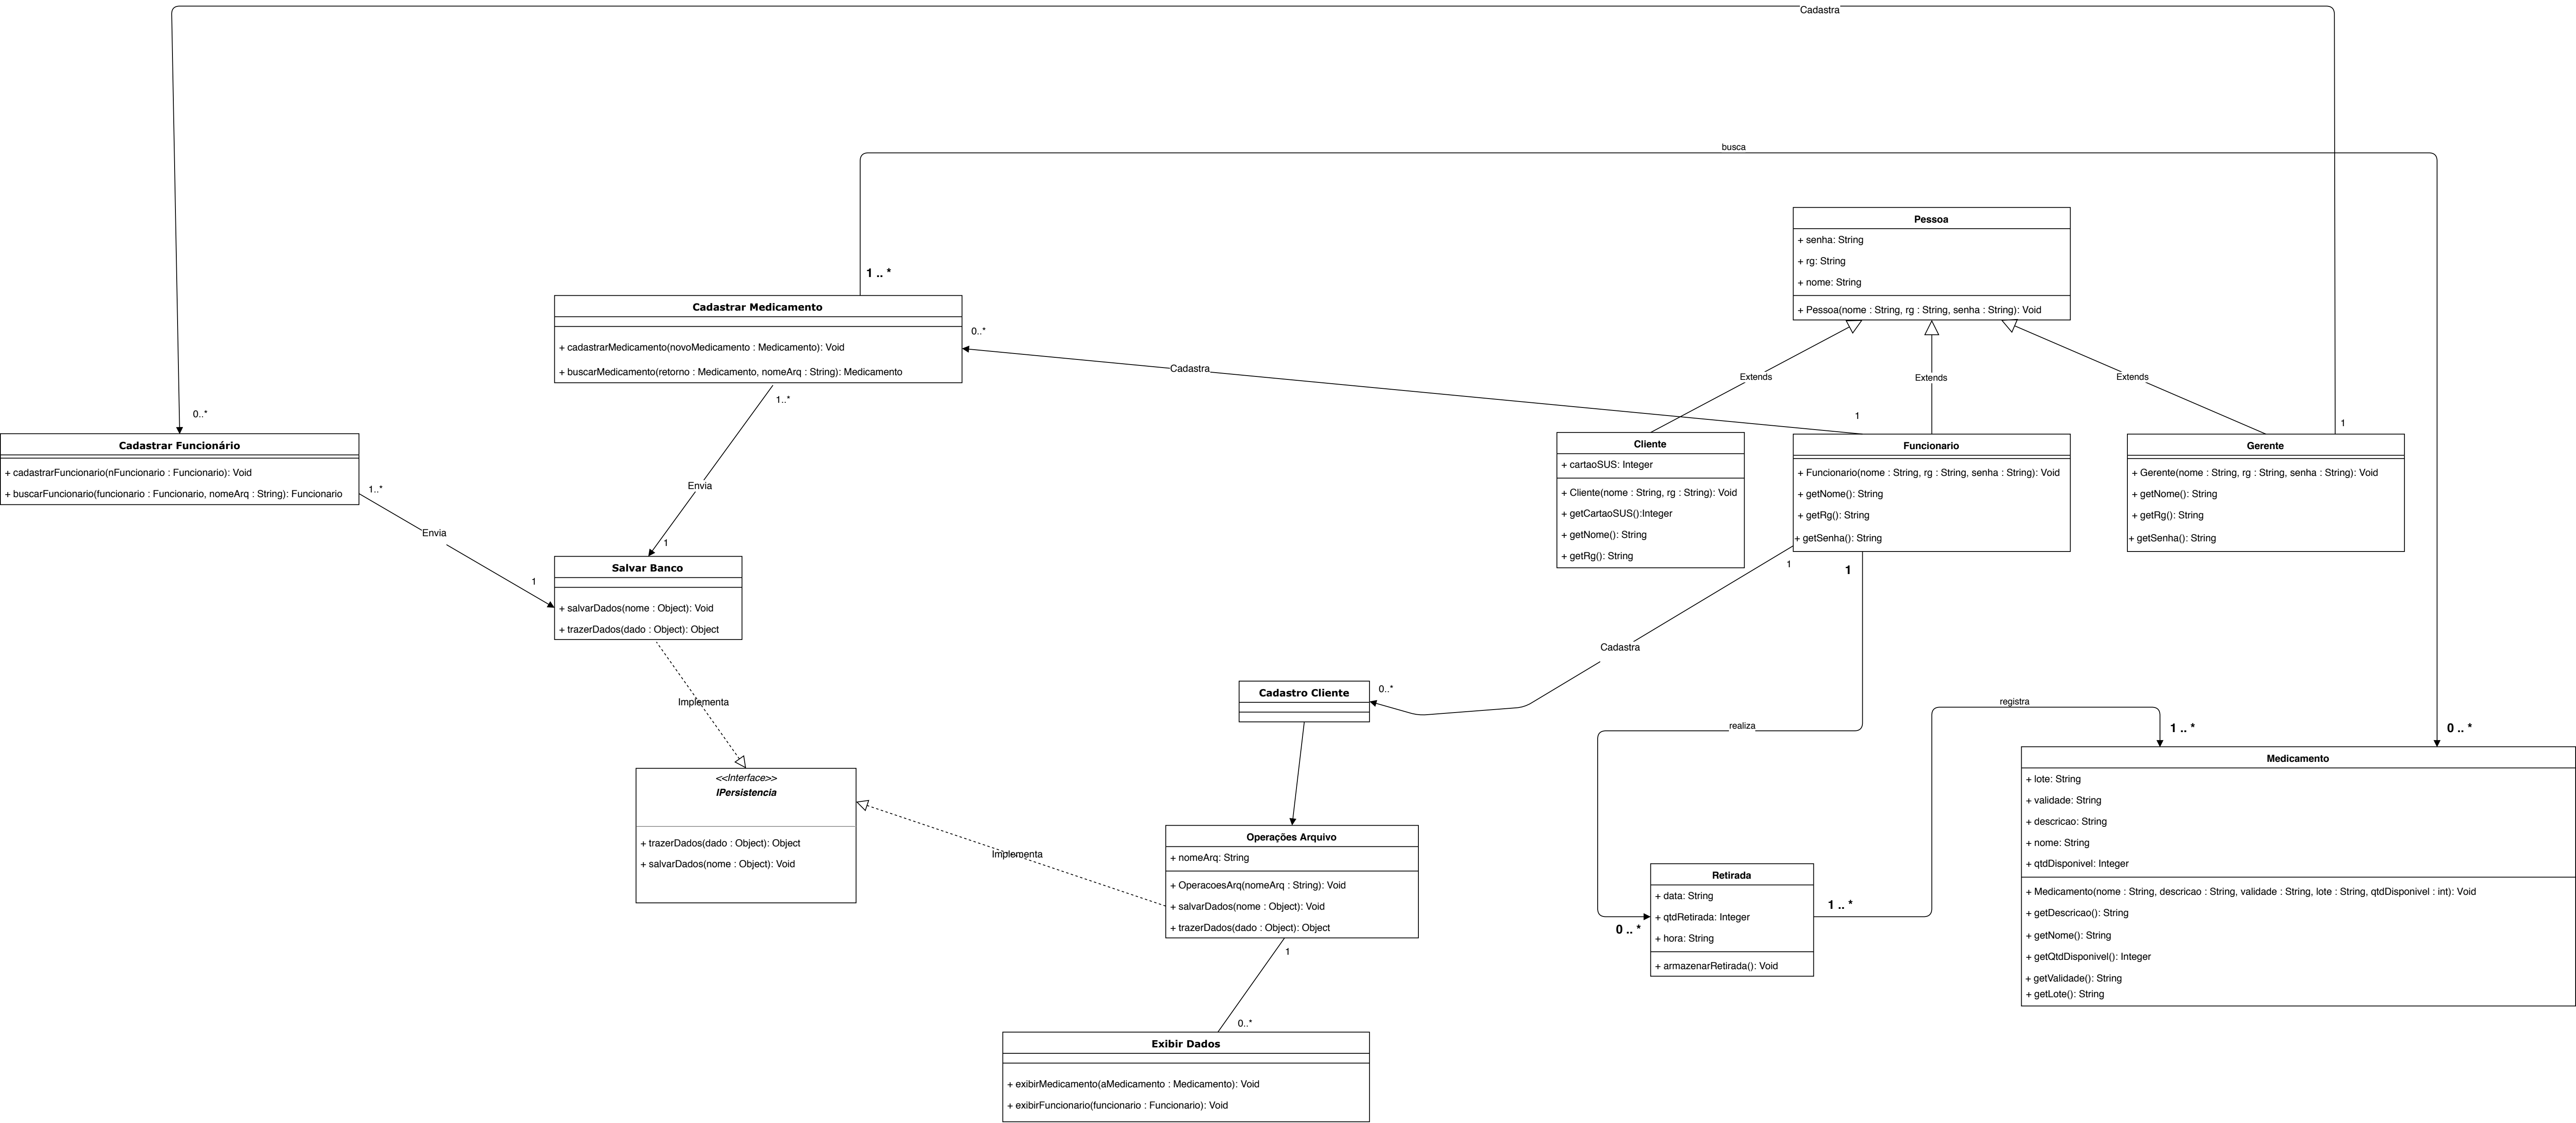 Cadastra
busca
Pessoa
+ senha: String
+ rg: String
+ nome: String
+ Pessoa(nome : String, rg : String, senha : String): Void
1 .. *
Cadastrar Medicamento
+ cadastrarMedicamento(novoMedicamento : Medicamento): Void
+ buscarMedicamento(retorno : Medicamento, nomeArq : String): Medicamento
0..*
Cadastra
1
Extends
Extends
Extends
1
0..*
Cadastrar Funcionário
+ cadastrarFuncionario(nFuncionario : Funcionario): Void
+ buscarFuncionario(funcionario : Funcionario, nomeArq : String): Funcionario
1..*
1..*
Envia
Envia
1
1
Cliente
+ cartaoSUS: Integer
+ Cliente(nome : String, rg : String): Void
+ getCartaoSUS():Integer
+ getNome(): String
+ getRg(): String
Funcionario
+ Funcionario(nome : String, rg : String, senha : String): Void
+ getNome(): String
+ getRg(): String
+ getSenha(): String
Gerente
+ Gerente(nome : String, rg : String, senha : String): Void
+ getNome(): String
+ getRg(): String
+ getSenha(): String
1
1
Salvar Banco
+ salvarDados(nome : Object): Void
+ trazerDados(dado : Object): Object
Cadastra
Implementa
Cadastro Cliente
0..*
realiza
registra
1 .. *
0 .. *
<<Interface>>
IPersistencia
+ trazerDados(dado : Object): Object
+ salvarDados(nome : Object): Void
Implementa
Operações Arquivo
+ nomeArq: String
+ OperacoesArq(nomeArq : String): Void
+ salvarDados(nome : Object): Void
+ trazerDados(dado : Object): Object
1
0..*
Exibir Dados
+ exibirMedicamento(aMedicamento : Medicamento): Void
+ exibirFuncionario(funcionario : Funcionario): Void
0 .. *
Retirada
+ data: String
+ qtdRetirada: Integer
+ hora: String
+ armazenarRetirada(): Void
1 .. *
Medicamento
+ lote: String
+ validade: String
+ descricao: String
+ nome: String
+ qtdDisponivel: Integer
+ Medicamento(nome : String, descricao : String, validade : String, lote : String, qtdDisponivel : int): Void
+ getDescricao(): String
+ getNome(): String
+ getQtdDisponivel(): Integer
+ getValidade(): String
+ getLote(): String